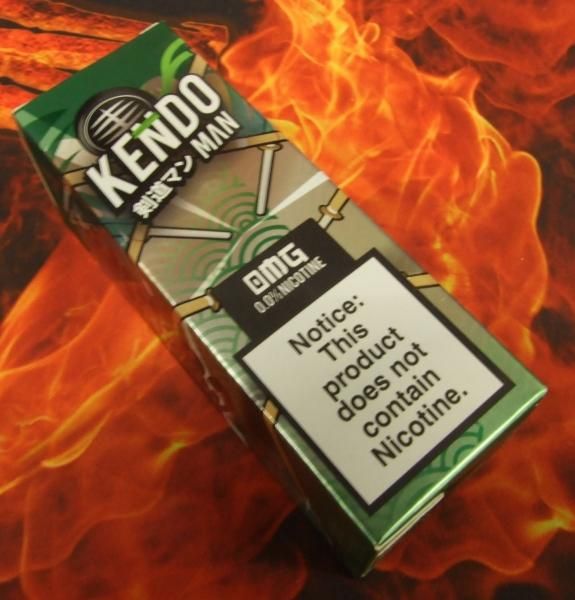 KENDO
MAN
剣道マン
0MG
0.0% NICOTINE
Notice:
This
product
does not
contain
Nicotine.